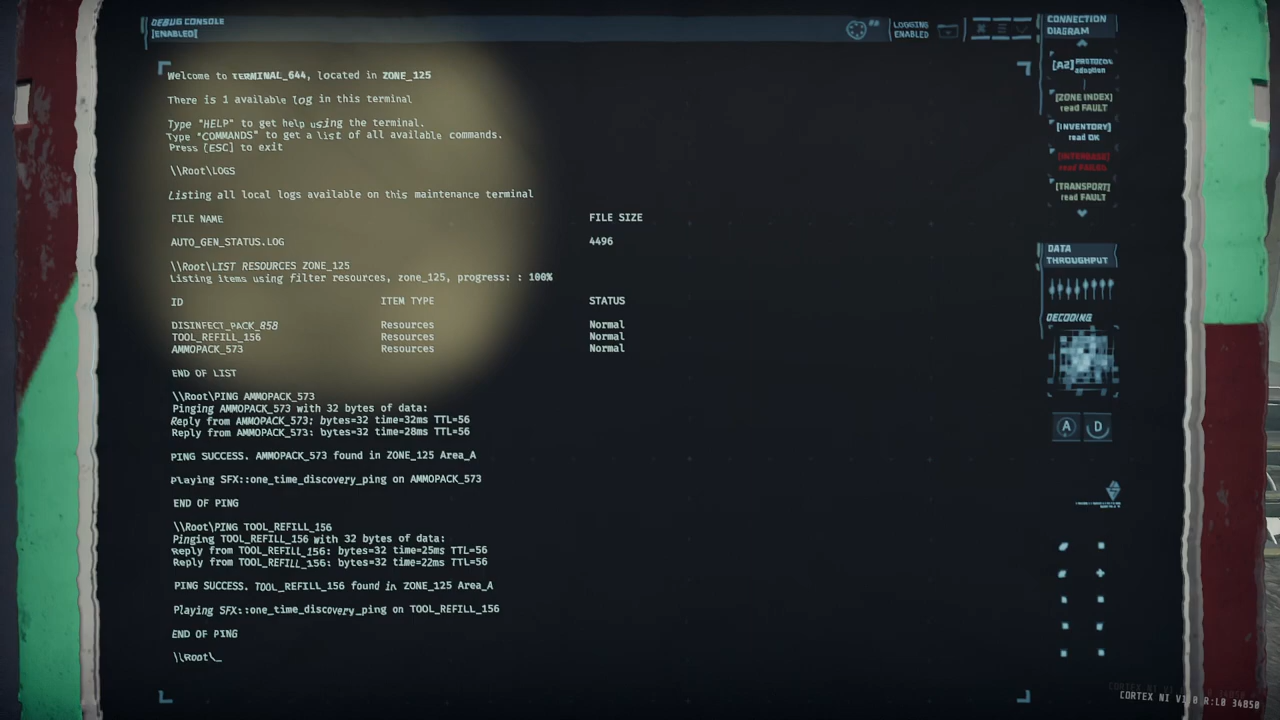 DEBUG CONSOLE
[ENABLED]
LOGGING
ENABLED
Welcome to TERMINAL_644, located in ZONE_125
There is 1 available log in this terminal
Type "HELP" to get help using the terminal.
Type "COMMANDS" to get a list of all available commands.
Press [ESC] to exit
\\Root\LOGS
Listing all local logs available on this maintenance terminal
FILE NAME FILE SIZE
AUTO_GEN_STATUS.LOG 4496
\\Root\LIST RESOURCES ZONE_125
Listing items using filter resources, zone_125, progress: : 100%
ID ITEM TYPE STATUS
DISINFECT_PACK_858 Resources Normal
TOOL_REFILL_156 Resources Normal
AMMOPACK_573 Resources Normal
END OF LIST
\\Root\PING AMMOPACK_573
Pinging AMMOPACK_573 with 32 bytes of data:
Reply from AMMOPACK_573: bytes=32 time=32ms TTL=56
Reply from AMMOPACK_573: bytes=32 time=28ms TTL=56
PING SUCCESS. AMMOPACK_573 found in ZONE_125 Area_A
Playing SFX::one_time_discovery_ping on AMMOPACK_573
END OF PING
\\Root\PING TOOL_REFILL_156
Pinging TOOL_REFILL_156 with 32 bytes of data:
Reply from TOOL_REFILL_156: bytes=32 time=25ms TTL=56
Reply from TOOL_REFILL_156: bytes=32 time=22ms TTL=56
PING SUCCESS. TOOL_REFILL_156 found in ZONE_125 Area_A
Playing SFX::one_time_discovery_ping on TOOL_REFILL_156
END OF PING
\\Root\_
CONNECTION
DIAGRAM
[A2] PROTOCOL
adaption
[ZONE INDEX]
read FAULT
[INVENTORY]
read OK
read
[TRANSPORT]
read FAULT
DATA
THROUGHPUT
DECODING
A D
CORTEX NI V1.0 R:L0 34850